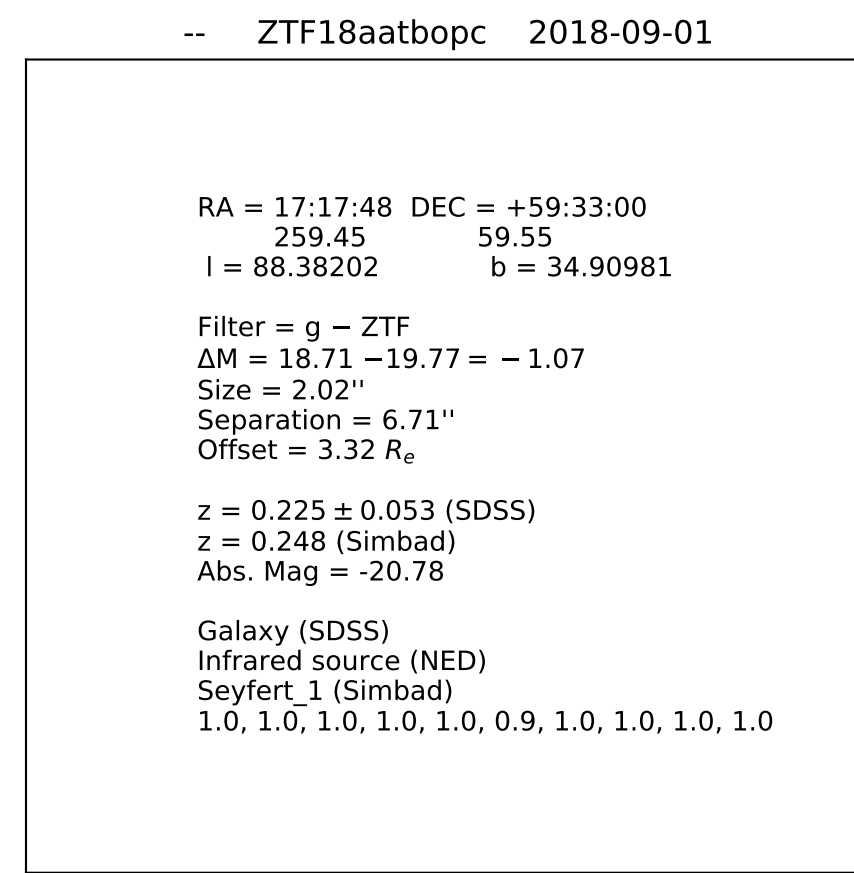 -- ZTF18aatbopc 2018-09-01
RA = 17:17:48 DEC = +59:33:00
259.45 59.55
l = 88.38202 b = 34.90981
Filter = g − ZTF
ΔM = 18.71 −19.77 = − 1.07
Size = 2.02''
Separation = 6.71''
Offset = 3.32 Rₑ
z = 0.225 ± 0.053 (SDSS)
z = 0.248 (Simbad)
Abs. Mag = -20.78
Galaxy (SDSS)
Infrared source (NED)
Seyfert_1 (Simbad)
1.0, 1.0, 1.0, 1.0, 1.0, 0.9, 1.0, 1.0, 1.0, 1.0